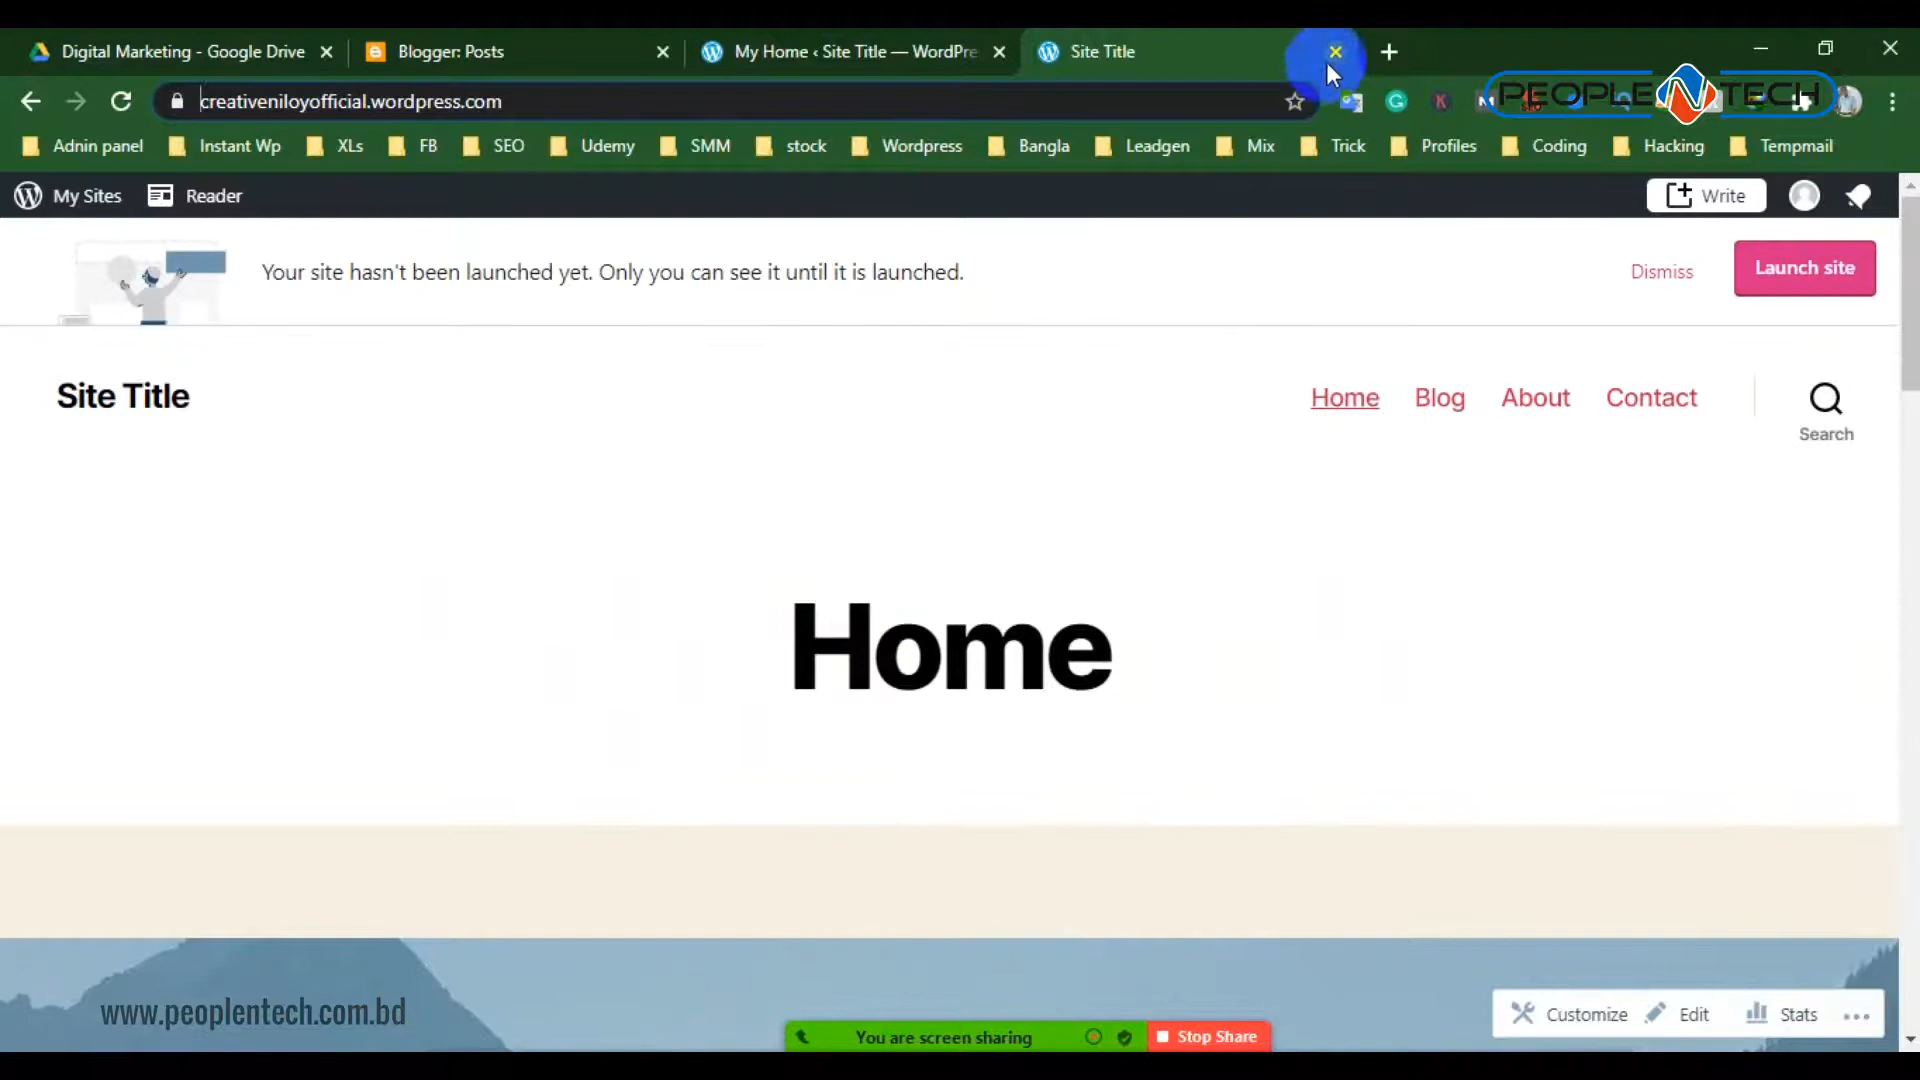 Digital Marketing - Google Drive
Blogger: Posts
My Home ‹ Site Title — WordPre
Site Title
creativeniloyofficial.wordpress.com
PEOPLE N TECH
Adnin panel
Instant Wp
XLs
FB
SEO
Udemy
SMM
stock
Wordpress
Bangla
Leadgen
Mix
Trick
Profiles
Coding
Hacking
Tempmail
My Sites
Reader
Write
Your site hasn't been launched yet. Only you can see it until it is launched.
Dismiss
Launch site
Site Title
Home
Blog
About
Contact
Search
Home
www.peoplentech.com.bd
Customize
Edit
Stats
You are screen sharing
Stop Share